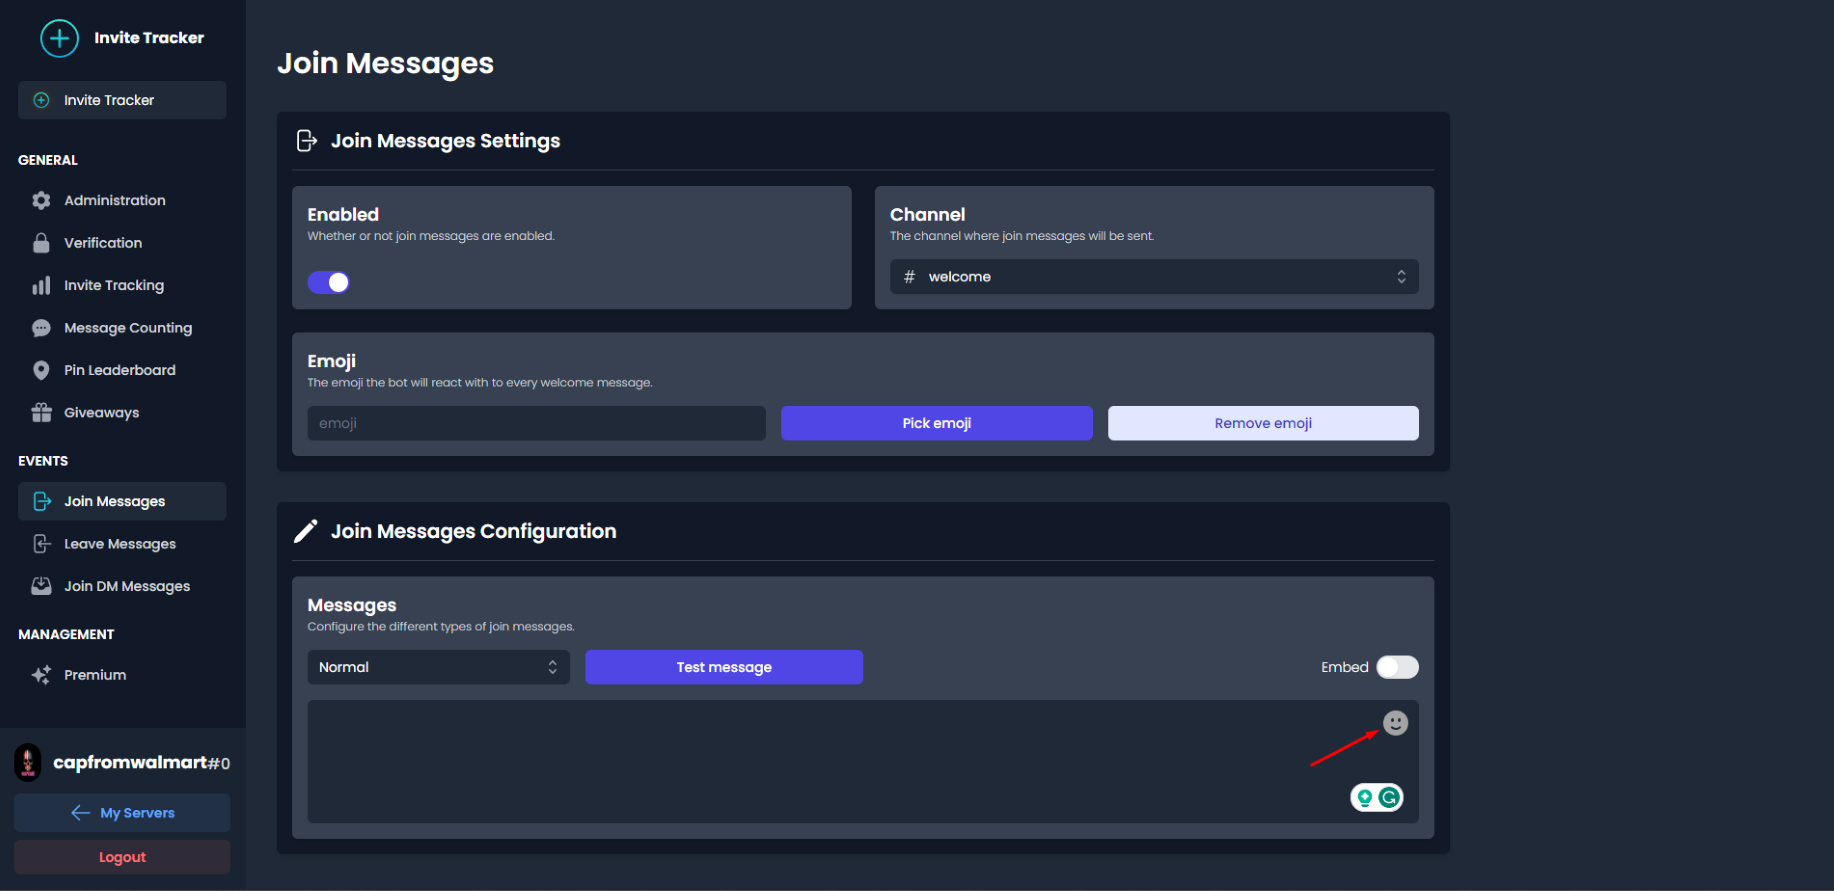 Invite Tracker
Invite Tracker
GENERAL
Administration
Verification
Invite Tracking
Message Counting
Pin Leaderboard
Giveaways
EVENTS
Join Messages
Leave Messages
Join DM Messages
MANAGEMENT
Premium
capfromwalmart#0
My Servers
Logout
Join Messages
Join Messages Settings
Enabled
Whether or not join messages are enabled.
Channel
The channel where join messages will be sent.
# welcome
Emoji
The emoji the bot will react with to every welcome message.
emoji
Pick emoji
Remove emoji
Join Messages Configuration
Messages
Configure the different types of join messages.
Normal
Test message
Embed